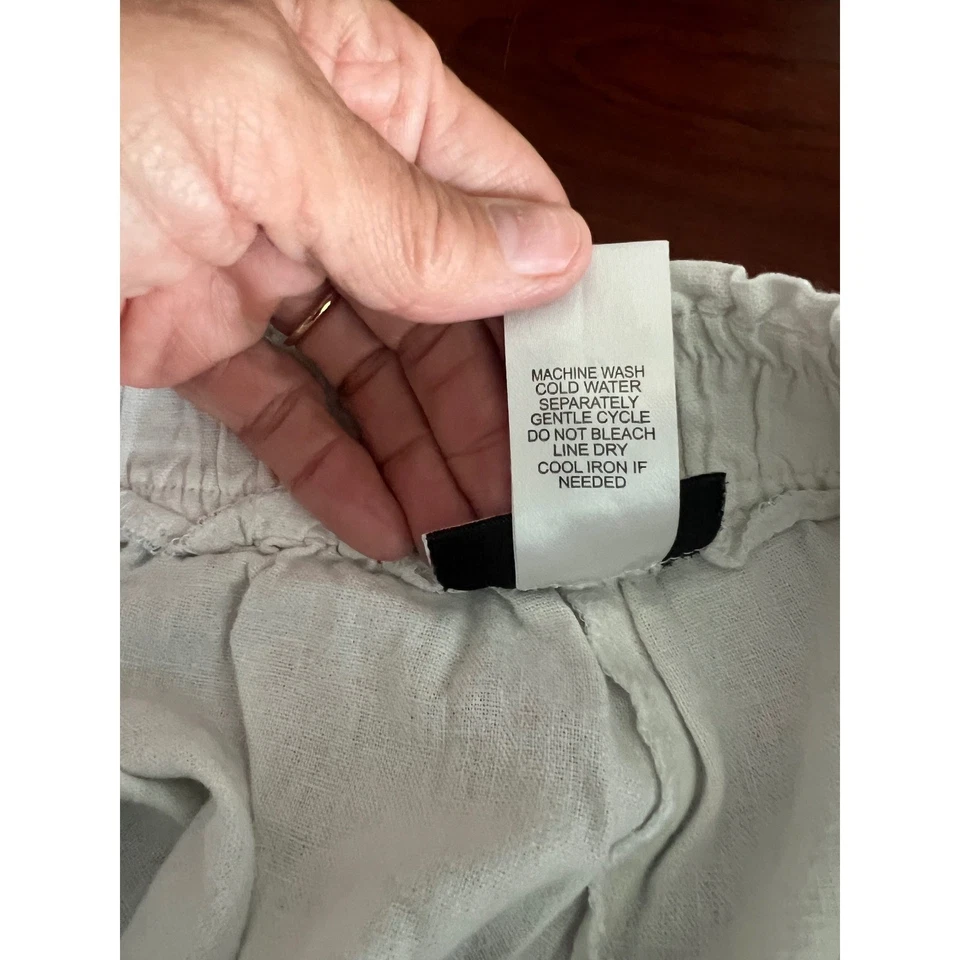 MACHINE WASH
COLD WATER
SEPARATELY
GENTLE CYCLE
DO NOT BLEACH
LINE DRY
COOL IRON IF
NEEDED